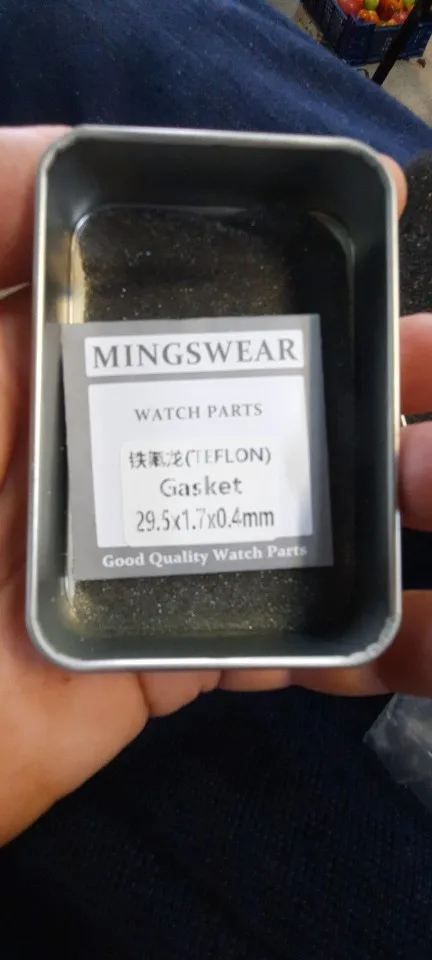 MINGSWEAR
WATCH PARTS
铁氟龙(TEFLON)
Gasket
29.5x1.7x0.4mm
Good Quality Watch Parts